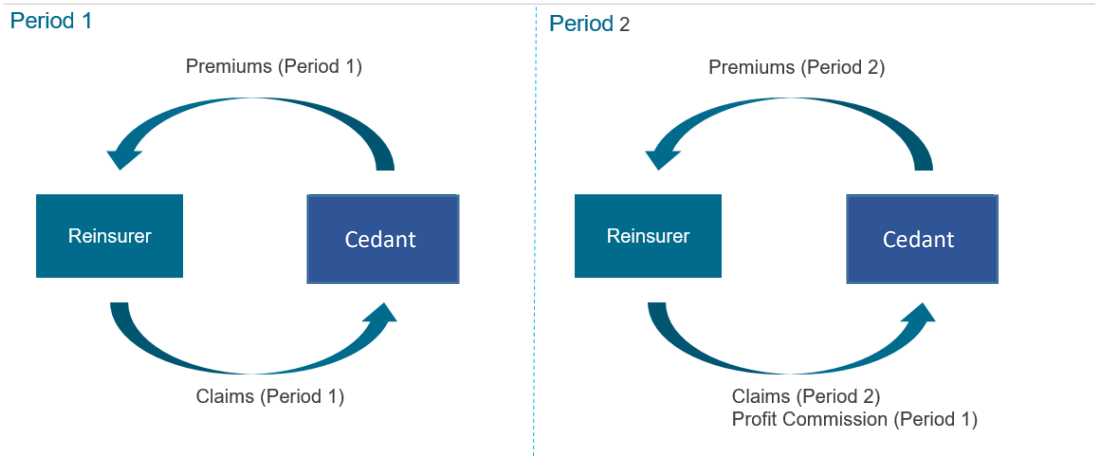 Period 1
Premiums (Period 1)
Reinsurer
Cedant
Claims (Period 1)
Period 2
Premiums (Period 2)
Reinsurer
Cedant
Claims (Period 2)
Profit Commission (Period 1)